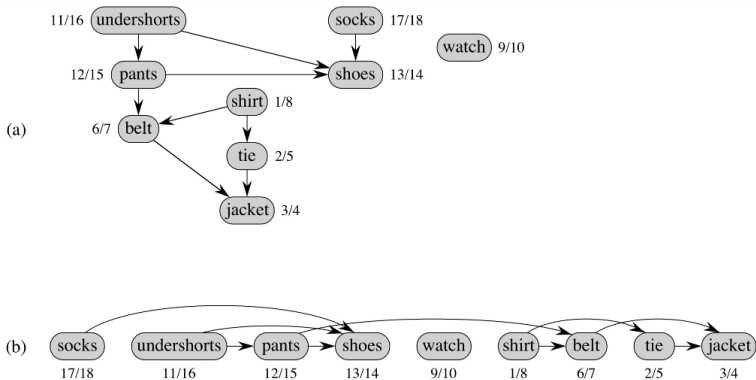 11/16 undershorts socks 17/18
watch 9/10
12/15 pants shoes 13/14
shirt 1/8
(a) 6/7 belt
tie 2/5
jacket 3/4
(b) socks undershorts pants shoes watch shirt belt tie jacket
17/18 11/16 12/15 13/14 9/10 1/8 6/7 2/5 3/4